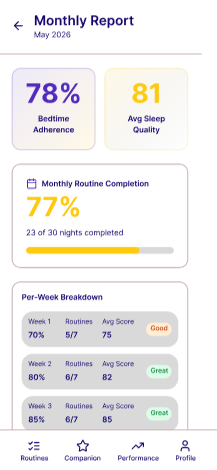 Monthly Report
May 2026
78%
Bedtime
Adherence
81
Avg Sleep
Quality
Monthly Routine Completion
77%
23 of 30 nights completed
Per-Week Breakdown
Week 1 Routines Avg Score
70% 5/7 75
Good
Week 2 Routines Avg Score
80% 6/7 82
Great
Week 3 Routines Avg Score
85% 6/7 85
Great
Routines Companion Performance Profile